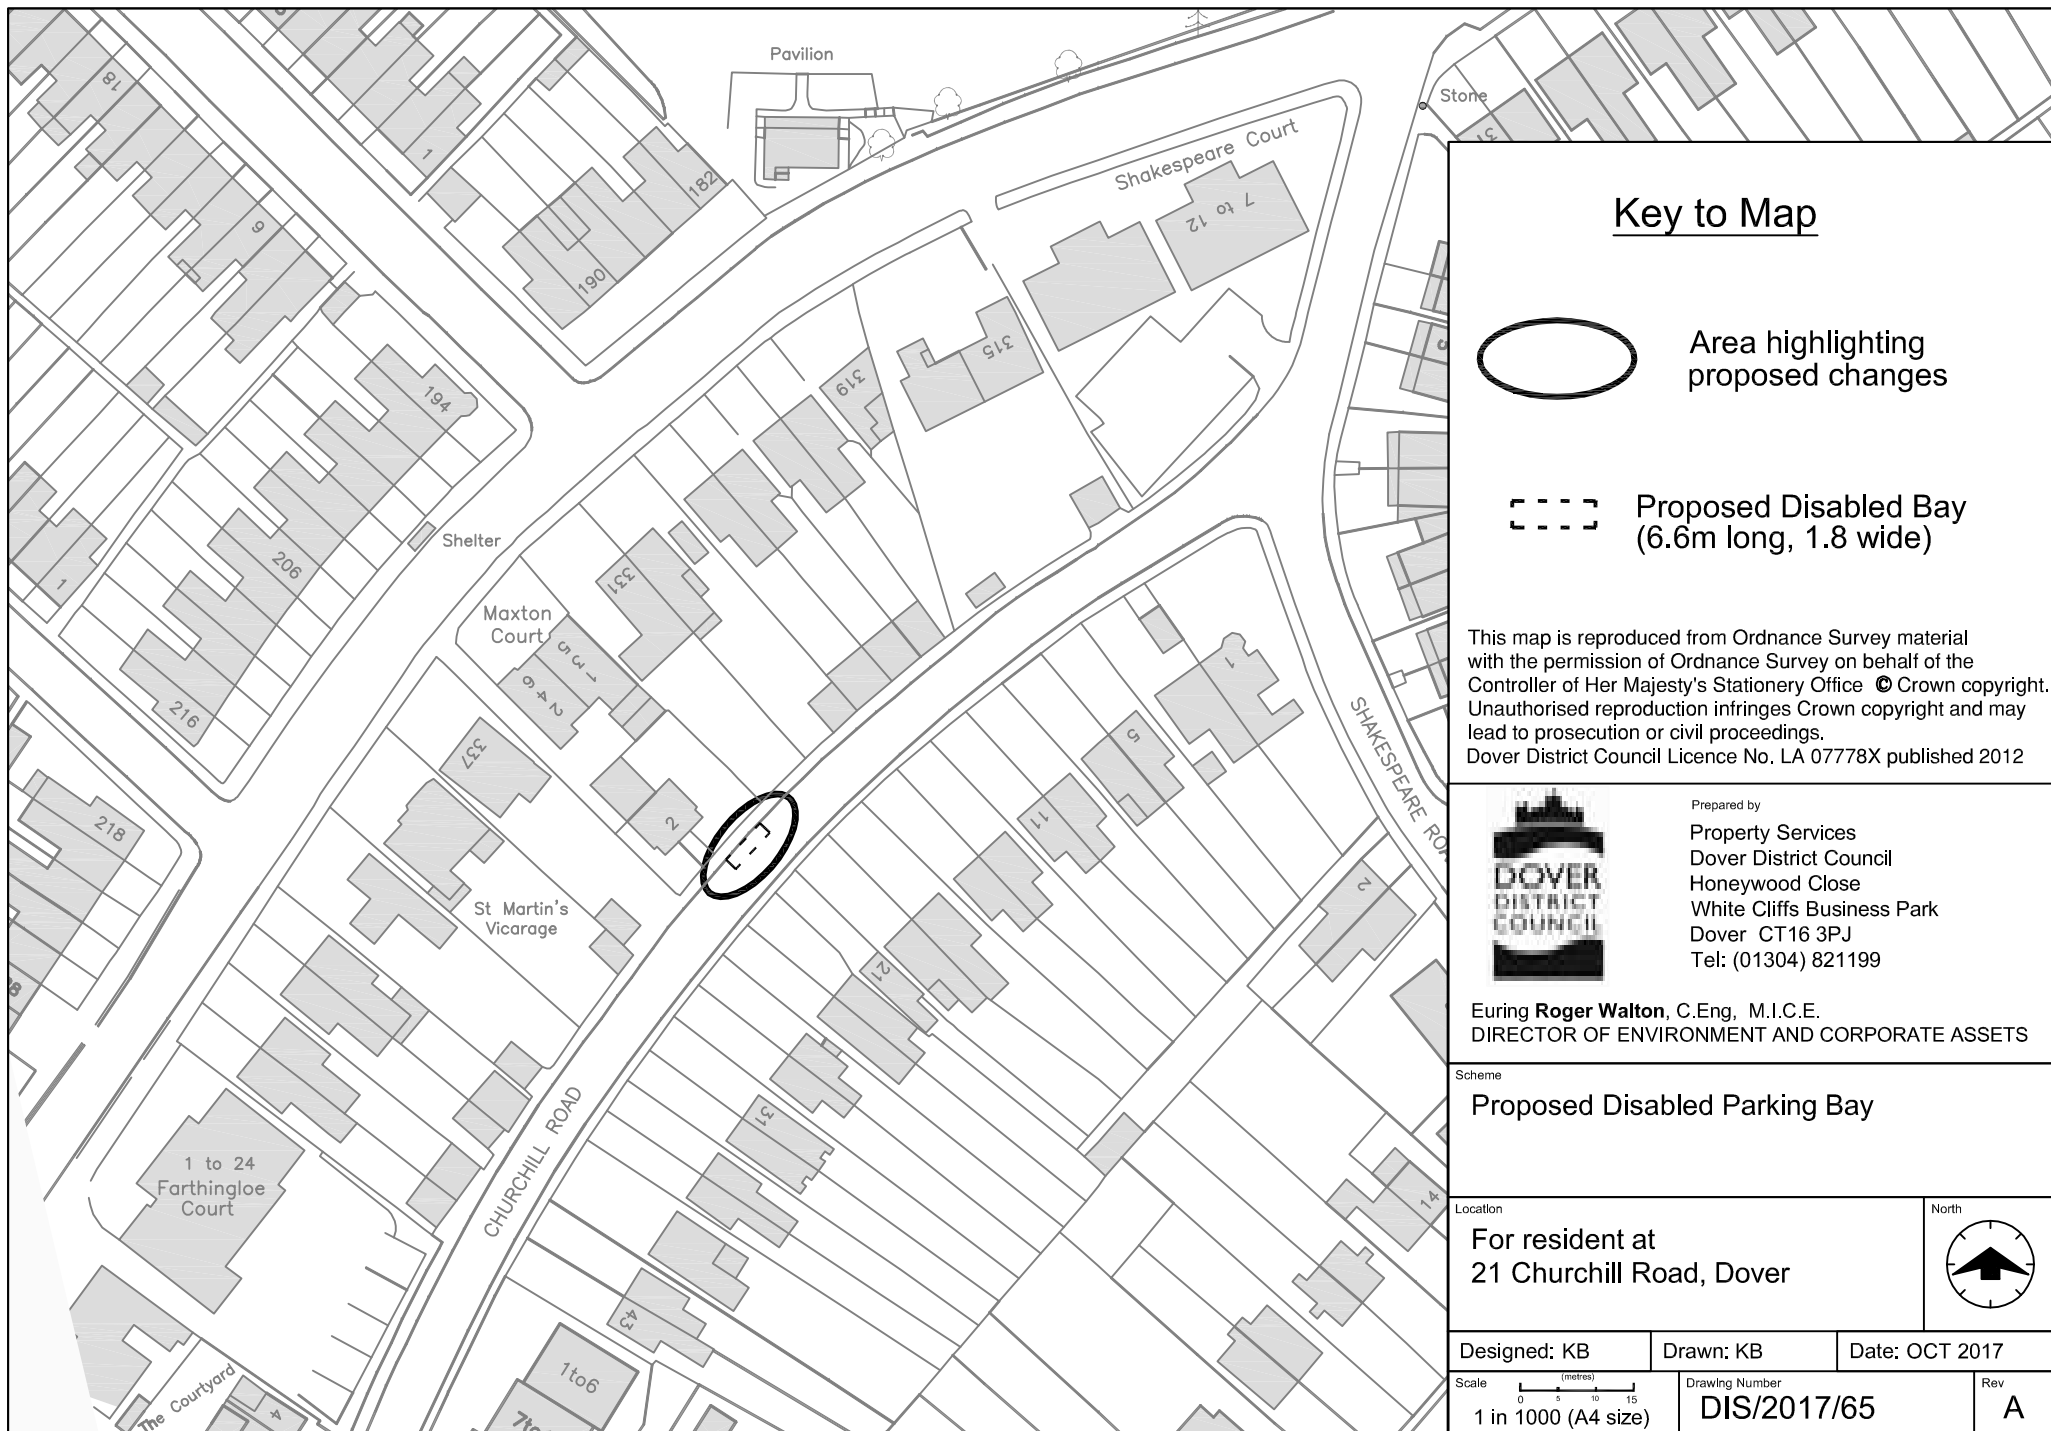 Pavilion
Stone
Shakespeare Court
18
1
9
182
190
7 to 12
315
319
194
Shelter
206
331
1
Maxton
Court
5 3 1
6 4 2
216
337
1
5
11
2
218
SHAKESPEARE
2
St Martin's
Vicarage
21
31
CHURCHILL ROAD
1 to 24
Farthingloe
Court
14
43
1to6
The Courtyard
4
Key to Map
Area highlighting
proposed changes
Proposed Disabled Bay
(6.6m long, 1.8 wide)
This map is reproduced from Ordnance Survey material
with the permission of Ordnance Survey on behalf of the
Controller of Her Majesty's Stationery Office © Crown copyright.
Unauthorised reproduction infringes Crown copyright and may
lead to prosecution or civil proceedings.
Dover District Council Licence No. LA 07778X published 2012
DOVER
DISTRICT
COUNCIL
Prepared by
Property Services
Dover District Council
Honeywood Close
White Cliffs Business Park
Dover CT16 3PJ
Tel: (01304) 821199
Euring Roger Walton, C.Eng, M.I.C.E.
DIRECTOR OF ENVIRONMENT AND CORPORATE ASSETS
Scheme
Proposed Disabled Parking Bay
Location
For resident at
21 Churchill Road, Dover
North
Designed: KB
Drawn: KB
Date: OCT 2017
Scale
(metres)
0 5 10 15
1 in 1000 (A4 size)
Drawing Number
DIS/2017/65
Rev
A